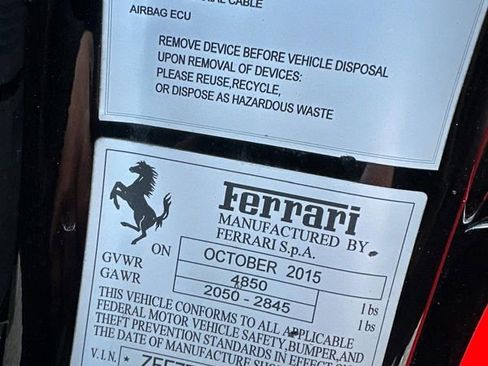 CABLE
AIRBAG ECU
REMOVE DEVICE BEFORE VEHICLE DISPOSAL
UPON REMOVAL OF DEVICES:
PLEASE REUSE,RECYCLE,
OR DISPOSE AS HAZARDOUS WASTE
Ferrari
MANUFACTURED BY
FERRARI S.p.A.
ON OCTOBER 2015
GVWR 4850 lbs
GAWR 2050 - 2845 lbs
THIS VEHICLE CONFORMS TO ALL APPLICABLE
FEDERAL MOTOR VEHICLE SAFETY, BUMPER, AND
THEFT PREVENTION STANDARDS IN EFFECT
THE DATE OF MANUFACTURE
V.I.N. *